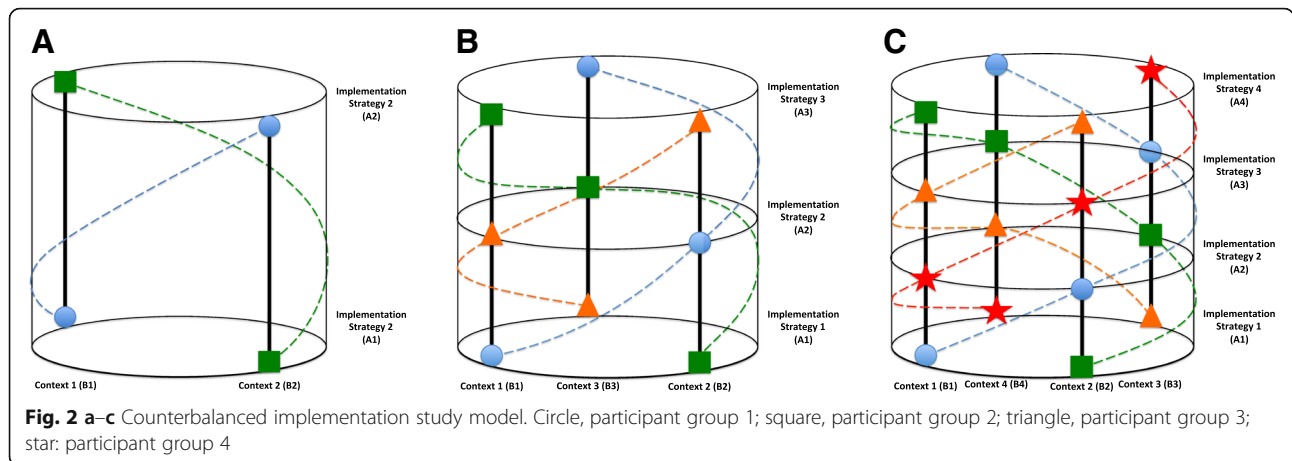 A
Implementation
Strategy 2
(A2)
Implementation
Strategy 2
(A1)
Context 1 (B1)
Context 2 (B2)
B
Implementation
Strategy 3
(A3)
Implementation
Strategy 2
(A2)
Implementation
Strategy 1
(A1)
Context 1 (B1)
Context 3 (B3)
Context 2 (B2)
C
Implementation
Strategy 4
(A4)
Implementation
Strategy 3
(A3)
Implementation
Strategy 2
(A2)
Implementation
Strategy 1
(A1)
Context 1 (B1)
Context 4 (B4)
Context 2 (B2)
Context 3 (B3)
Fig. 2 a–c Counterbalanced implementation study model. Circle, participant group 1; square, participant group 2; triangle, participant group 3;
star: participant group 4